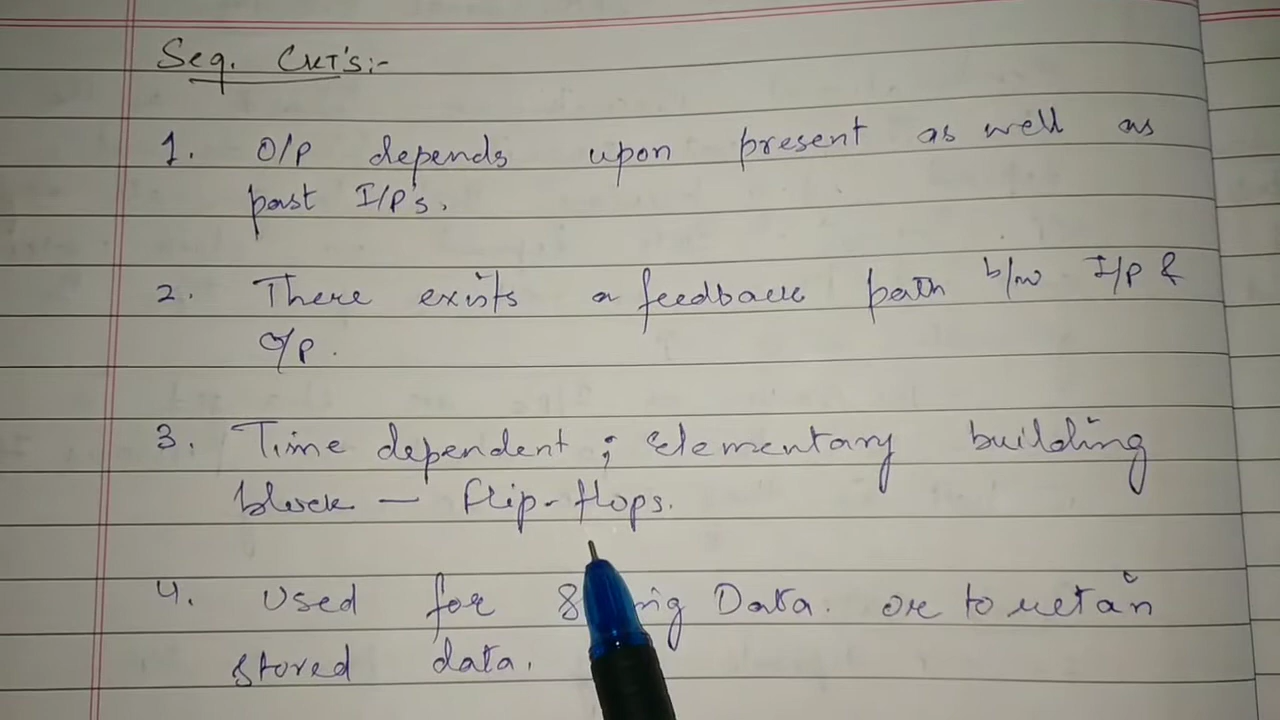 Seq. CKT's:-
1. O/P depends upon present as well as
past I/P's.
2. There exists a feedback path b/w I/P &
O/P.
3. Time dependent ; Elementary building
block — flip-flops.
4. Used for Data. or to retain
stored data.